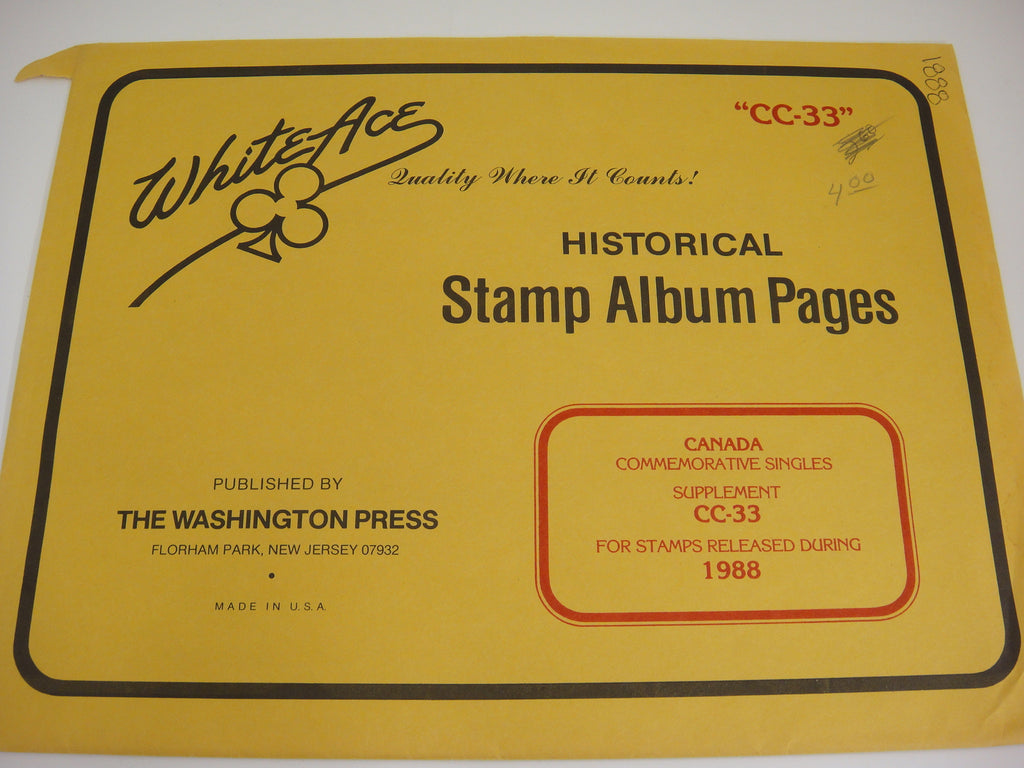 1888
"CC-33"
White Ace
Quality Where It Counts!
4.00
HISTORICAL
Stamp Album Pages
CANADA
COMMEMORATIVE SINGLES
SUPPLEMENT
CC-33
FOR STAMPS RELEASED DURING
1988
PUBLISHED BY
THE WASHINGTON PRESS
FLORHAM PARK, NEW JERSEY 07932
•
MADE IN U.S.A.